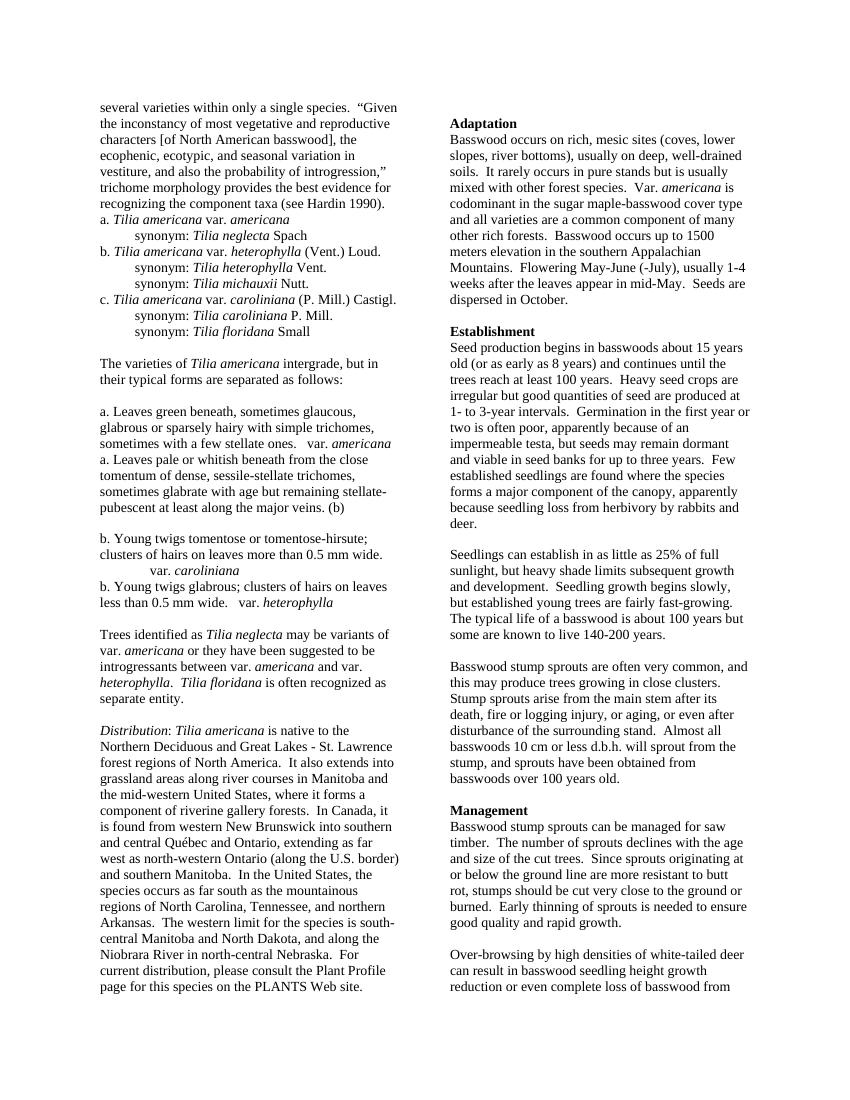 several varieties within only a single species.  “Given
the inconstancy of most vegetative and reproductive
characters [of North American basswood], the
ecophenic, ecotypic, and seasonal variation in
vestiture, and also the probability of introgression,”
trichome morphology provides the best evidence for
recognizing the component taxa (see Hardin 1990).
a. Tilia americana var. americana
synonym: Tilia neglecta Spach
b. Tilia americana var. heterophylla (Vent.) Loud.
synonym: Tilia heterophylla Vent.
synonym: Tilia michauxii Nutt.
c. Tilia americana var. caroliniana (P. Mill.) Castigl.
synonym: Tilia caroliniana P. Mill.
synonym: Tilia floridana Small
The varieties of Tilia americana intergrade, but in
their typical forms are separated as follows:
a. Leaves green beneath, sometimes glaucous,
glabrous or sparsely hairy with simple trichomes,
sometimes with a few stellate ones.   var. americana
a. Leaves pale or whitish beneath from the close
tomentum of dense, sessile-stellate trichomes,
sometimes glabrate with age but remaining stellate-
pubescent at least along the major veins. (b)
b. Young twigs tomentose or tomentose-hirsute;
clusters of hairs on leaves more than 0.5 mm wide.
var. caroliniana
b. Young twigs glabrous; clusters of hairs on leaves
less than 0.5 mm wide.   var. heterophylla
Trees identified as Tilia neglecta may be variants of
var. americana or they have been suggested to be
introgressants between var. americana and var.
heterophylla.  Tilia floridana is often recognized as
separate entity.
Distribution: Tilia americana is native to the
Northern Deciduous and Great Lakes - St. Lawrence
forest regions of North America.  It also extends into
grassland areas along river courses in Manitoba and
the mid-western United States, where it forms a
component of riverine gallery forests.  In Canada, it
is found from western New Brunswick into southern
and central Québec and Ontario, extending as far
west as north-western Ontario (along the U.S. border)
and southern Manitoba.  In the United States, the
species occurs as far south as the mountainous
regions of North Carolina, Tennessee, and northern
Arkansas.  The western limit for the species is south-
central Manitoba and North Dakota, and along the
Niobrara River in north-central Nebraska.  For
current distribution, please consult the Plant Profile
page for this species on the PLANTS Web site.
Adaptation
Basswood occurs on rich, mesic sites (coves, lower
slopes, river bottoms), usually on deep, well-drained
soils.  It rarely occurs in pure stands but is usually
mixed with other forest species.  Var. americana is
codominant in the sugar maple-basswood cover type
and all varieties are a common component of many
other rich forests.  Basswood occurs up to 1500
meters elevation in the southern Appalachian
Mountains.  Flowering May-June (-July), usually 1-4
weeks after the leaves appear in mid-May.  Seeds are
dispersed in October.
Establishment
Seed production begins in basswoods about 15 years
old (or as early as 8 years) and continues until the
trees reach at least 100 years.  Heavy seed crops are
irregular but good quantities of seed are produced at
1- to 3-year intervals.  Germination in the first year or
two is often poor, apparently because of an
impermeable testa, but seeds may remain dormant
and viable in seed banks for up to three years.  Few
established seedlings are found where the species
forms a major component of the canopy, apparently
because seedling loss from herbivory by rabbits and
deer.
Seedlings can establish in as little as 25% of full
sunlight, but heavy shade limits subsequent growth
and development.  Seedling growth begins slowly,
but established young trees are fairly fast-growing.
The typical life of a basswood is about 100 years but
some are known to live 140-200 years.
Basswood stump sprouts are often very common, and
this may produce trees growing in close clusters.
Stump sprouts arise from the main stem after its
death, fire or logging injury, or aging, or even after
disturbance of the surrounding stand.  Almost all
basswoods 10 cm or less d.b.h. will sprout from the
stump, and sprouts have been obtained from
basswoods over 100 years old.
Management
Basswood stump sprouts can be managed for saw
timber.  The number of sprouts declines with the age
and size of the cut trees.  Since sprouts originating at
or below the ground line are more resistant to butt
rot, stumps should be cut very close to the ground or
burned.  Early thinning of sprouts is needed to ensure
good quality and rapid growth.
Over-browsing by high densities of white-tailed deer
can result in basswood seedling height growth
reduction or even complete loss of basswood from